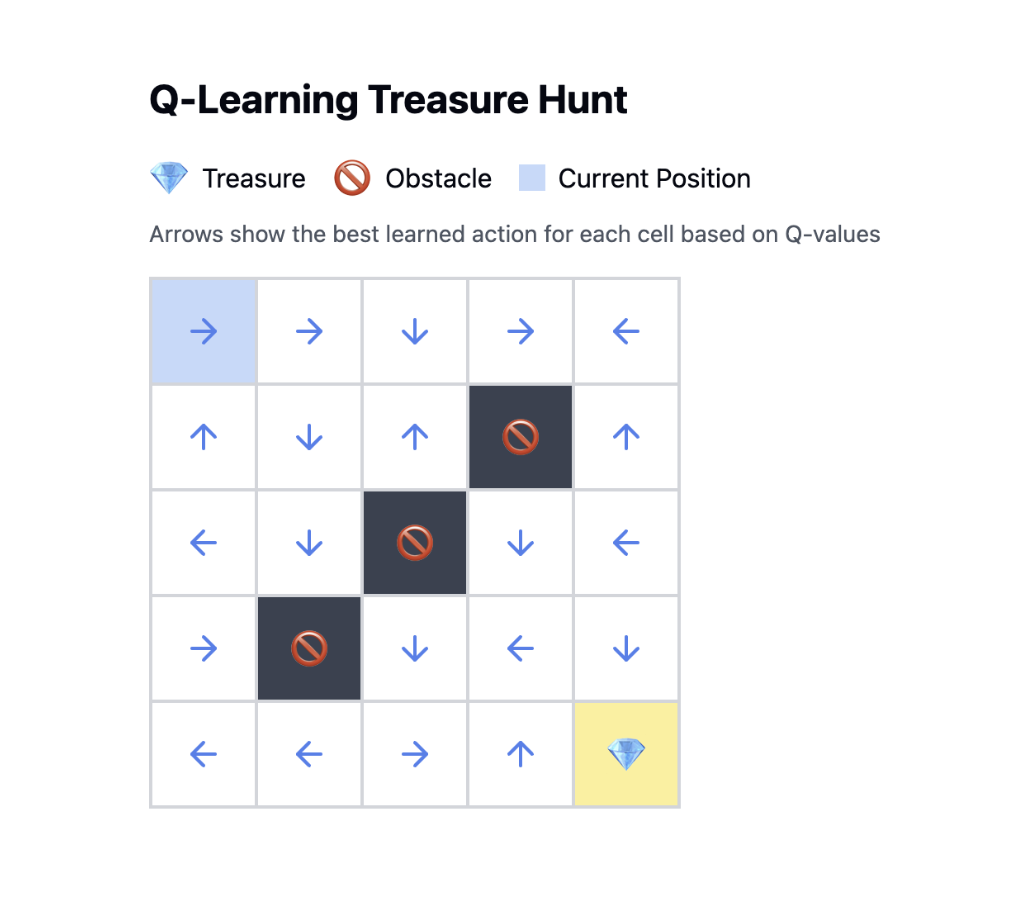 Q-Learning Treasure Hunt
💎 Treasure 🚫 Obstacle Current Position
Arrows show the best learned action for each cell based on Q-values
→ → ↓ → ←
↑ ↓ ↑ 🚫 ↑
← ↓ 🚫 ↓ ←
→ 🚫 ↓ ← ↓
← ← → ↑ 💎